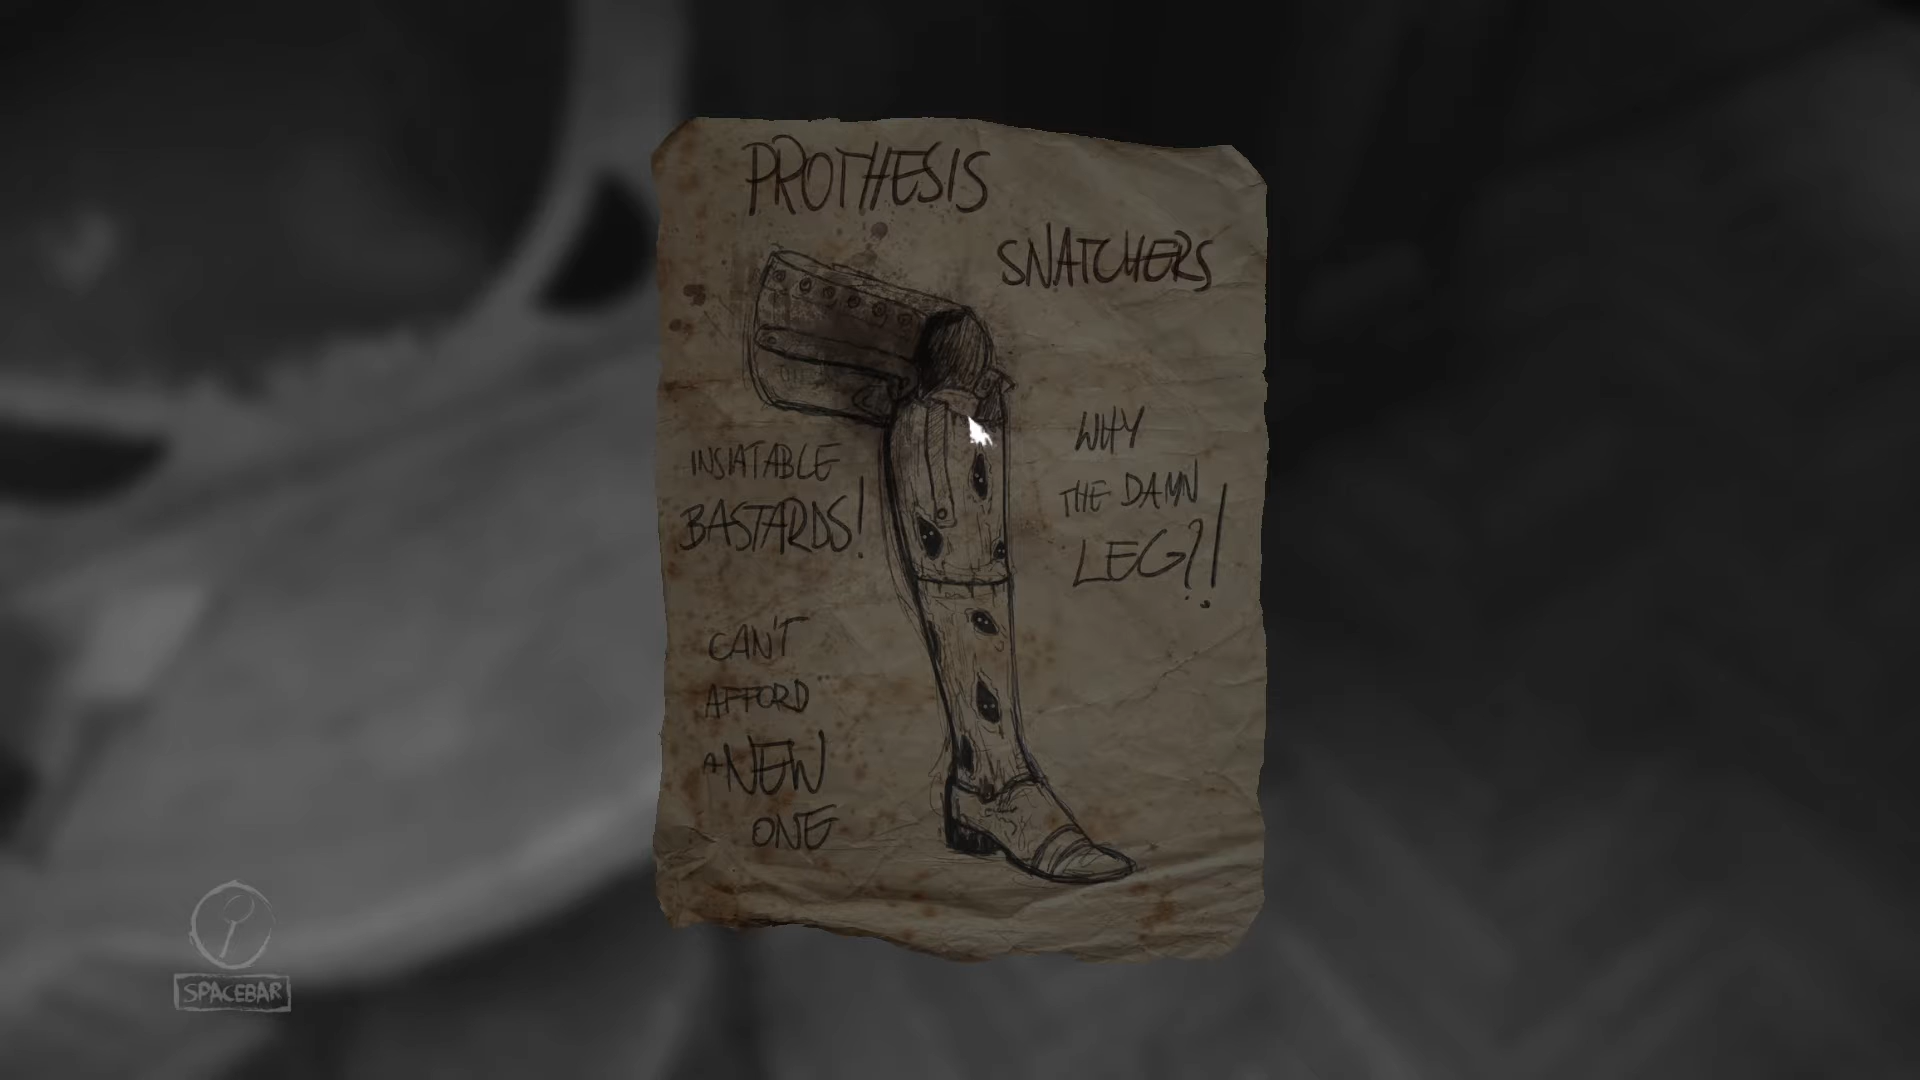 PROTHESIS
SNATCHERS
INSIATABLE
BASTARDS!
WHY
THE DAMN
LEG?!
CAN'T
AFFORD
A NEW
ONE
SPACEBAR